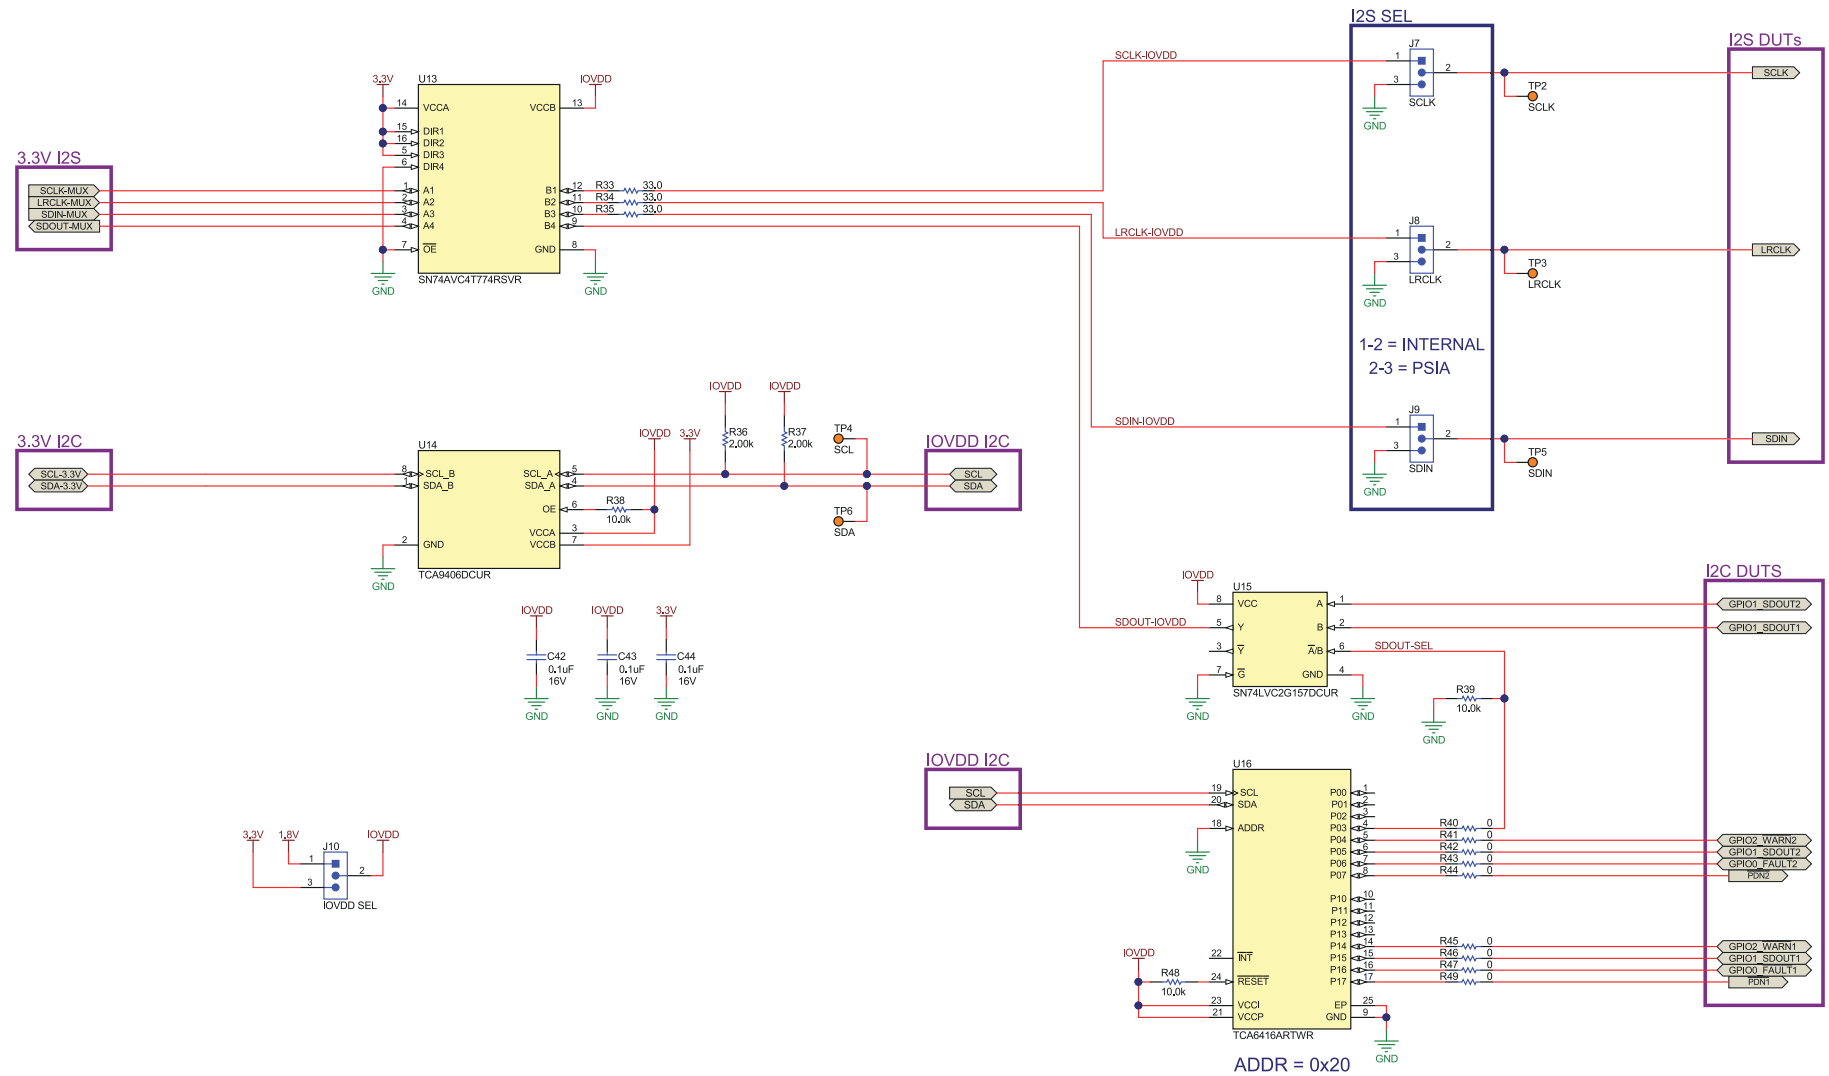 I2S SEL
I2S DUTs
3.3V I2S
SCLK-MUX
LRCLK-MUX
SDIN-MUX
SDOUT-MUX
3.3V
IOVDD
U13
14 VCCA
VCCB 13
15 DIR1
16 DIR2
5 DIR3
6 DIR4
1 A1
2 A2
3 A3
4 A4
7 OE
B1 12
B2 11
B3 10
B4 9
GND 8
SN74AVC4T774RSVR
GND
GND
R33 33.0
R34 33.0
R35 33.0
SCLK-IOVDD
LRCLK-IOVDD
SDIN-IOVDD
J7
1
2
3
SCLK
GND
TP2
SCLK
SCLK
J8
1
2
3
LRCLK
GND
TP3
LRCLK
LRCLK
1-2 = INTERNAL
2-3 = PSIA
J9
1
2
3
SDIN
GND
TP5
SDIN
SDIN
3.3V I2C
SCL-3.3V
SDA-3.3V
U14
8 SCL_B
1 SDA_B
2 GND
SCL_A 5
SDA_A 4
OE 6
VCCA 3
VCCB 7
TCA9406DCUR
GND
R38
10.0k
IOVDD
3.3V
IOVDD
IOVDD
R36
2.00k
R37
2.00k
TP4
SCL
TP6
SDA
IOVDD I2C
SCL
SDA
IOVDD
IOVDD
3.3V
C42
0.1uF
16V
C43
0.1uF
16V
C44
0.1uF
16V
GND
GND
GND
IOVDD
SDOUT-IOVDD
U15
8 VCC
5 Y
3 Y
7 G
A 1
B 2
A/B 6
GND 4
SN74LVC2G157DCUR
GND
GND
SDOUT-SEL
R39
10.0k
GND
I2C DUTS
GPIO1_SDOUT2
GPIO1_SDOUT1
IOVDD I2C
SCL
SDA
U16
19 SCL
20 SDA
18 ADDR
GND
22 INT
24 RESET
23 VCCI
21 VCCP
P00 1
P01 2
P02 3
P03 4
P04 5
P05 6
P06 7
P07 8
P10 10
P11 11
P12 12
P13 13
P14 14
P15 15
P16 16
P17 17
EP 25
GND 9
TCA6416ARTWR
ADDR = 0x20
GND
IOVDD
R48
10.0k
R40 0
R41 0
R42 0
R43 0
R44 0
R45 0
R46 0
R47 0
R49 0
GPIO2_WARN2
GPIO1_SDOUT2
GPIO0_FAULT2
PDN2
GPIO2_WARN1
GPIO1_SDOUT1
GPIO0_FAULT1
PDN1
3.3V
1.8V
IOVDD
J10
1
2
3
IOVDD SEL